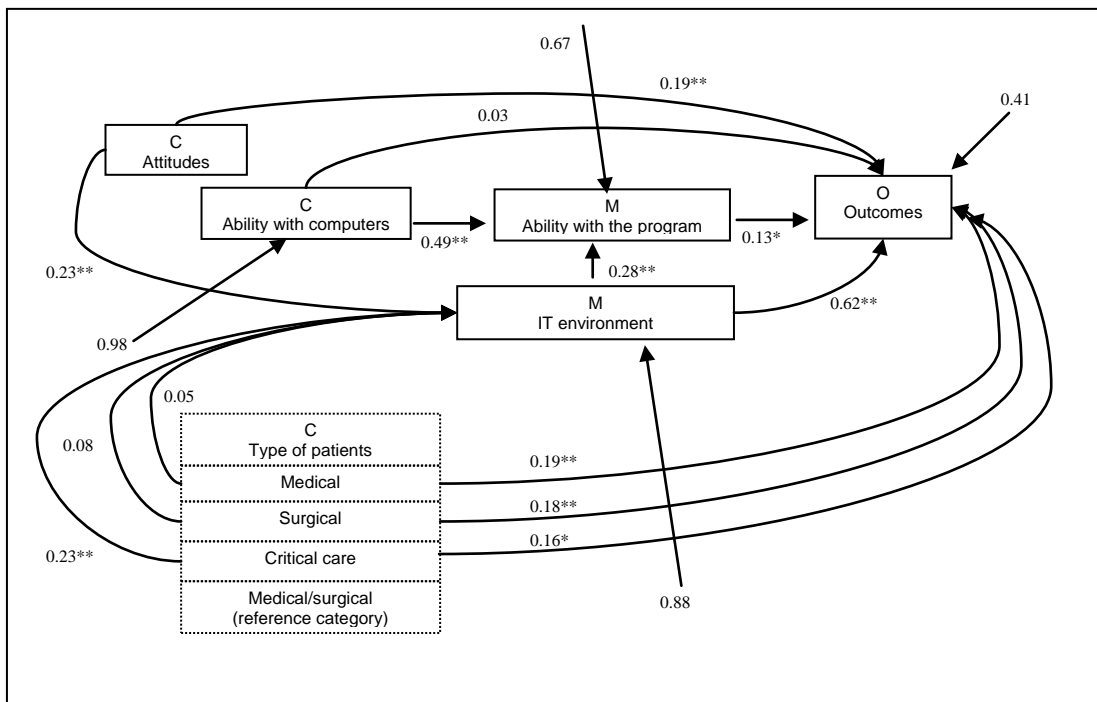 0.67
0.19**
0.41
0.03
C
Attitudes
C
Ability with computers
0.49**
M
Ability with the program
0.13*
O
Outcomes
0.23**
0.28**
M
IT environment
0.62**
0.98
0.05
0.08
C
Type of patients
Medical
0.19**
Surgical
0.18**
0.16*
0.23**
Critical care
Medical/surgical
(reference category)
0.88